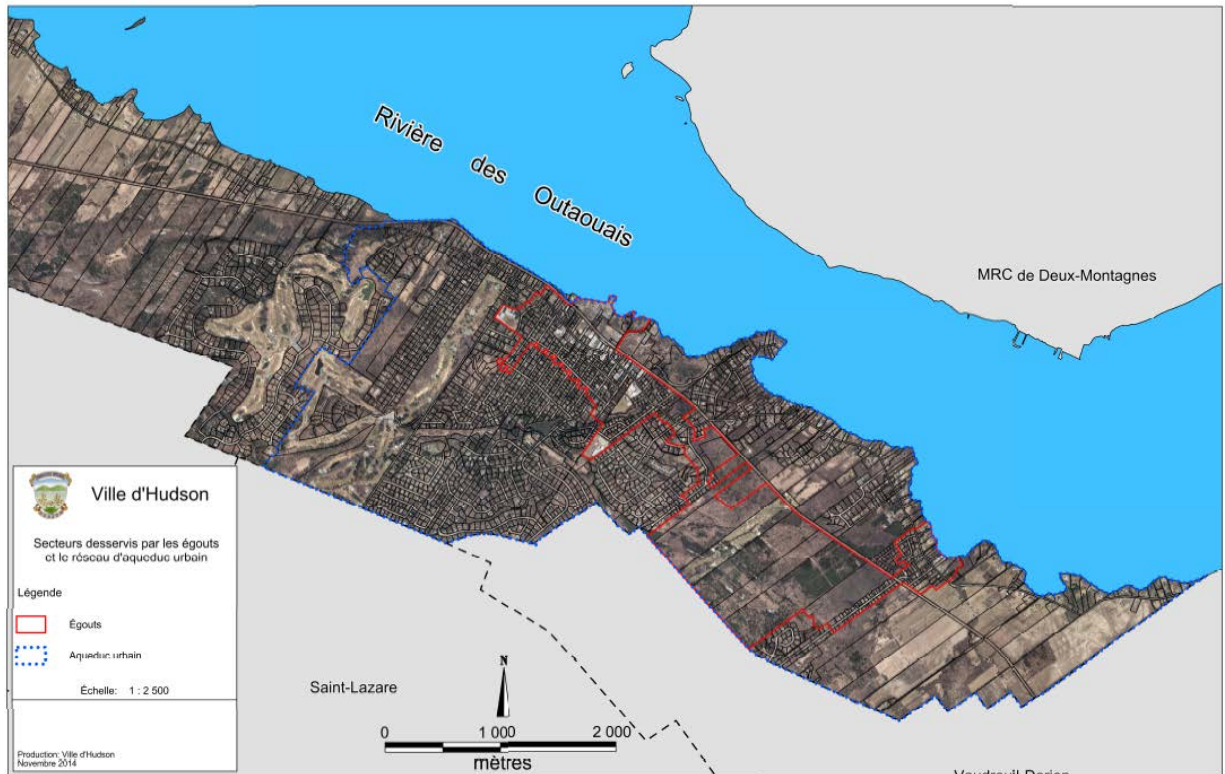 Rivière des Outaouais
MRC de Deux-Montagnes
Ville d'Hudson
Secteurs desservis par les égouts
et le réseau d'aqueduc urbain
Légende
Égouts
Aqueduc urbain
Échelle: 1 : 2 500
Production: Ville d'Hudson
Novembre 2014
Saint-Lazare
N
0 1 000 2 000
mètres